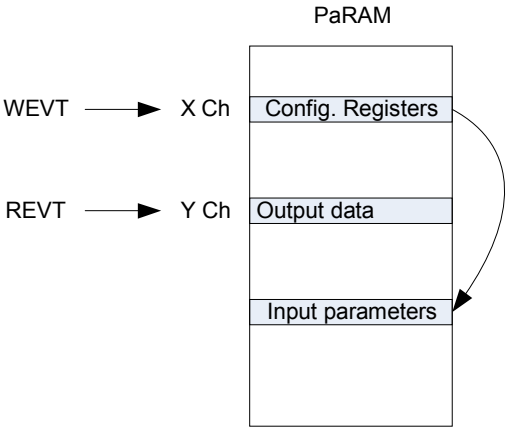 PaRAM
WEVT X Ch Config. Registers
REVT Y Ch Output data
Input parameters